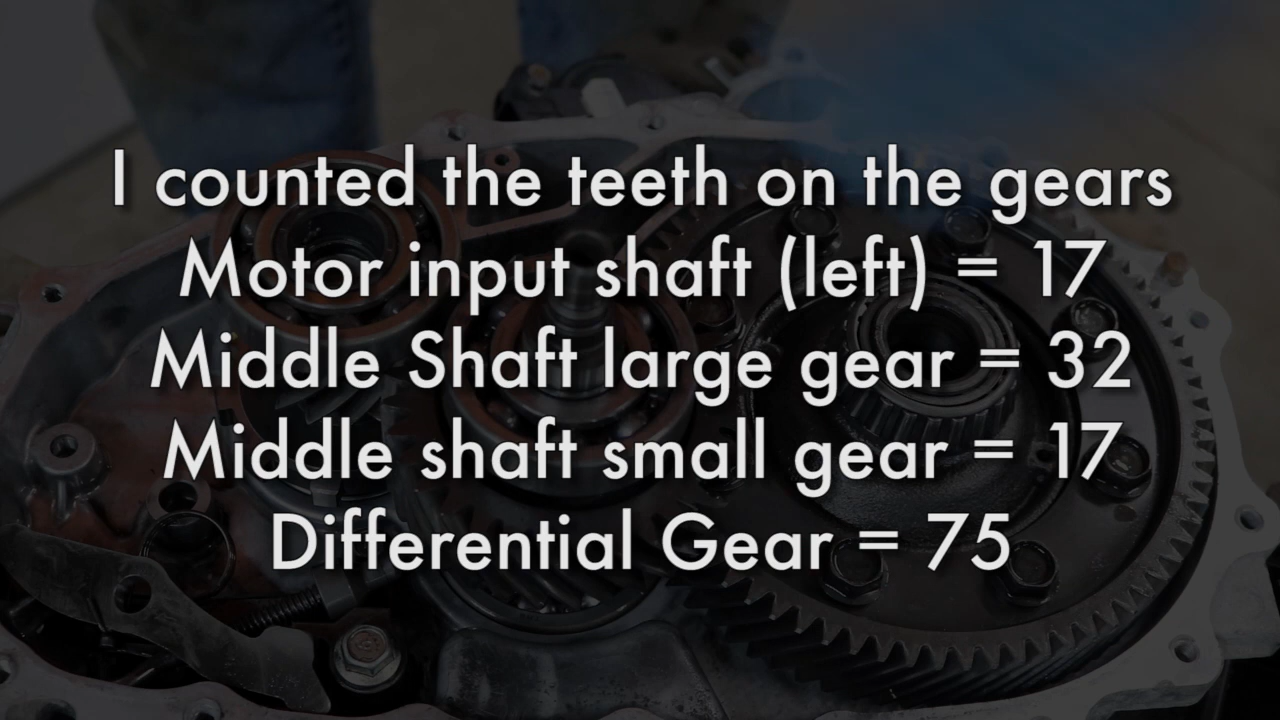 I counted the teeth on the gears
Motor input shaft (left) = 17
Middle Shaft large gear = 32
Middle shaft small gear = 17
Differential Gear = 75